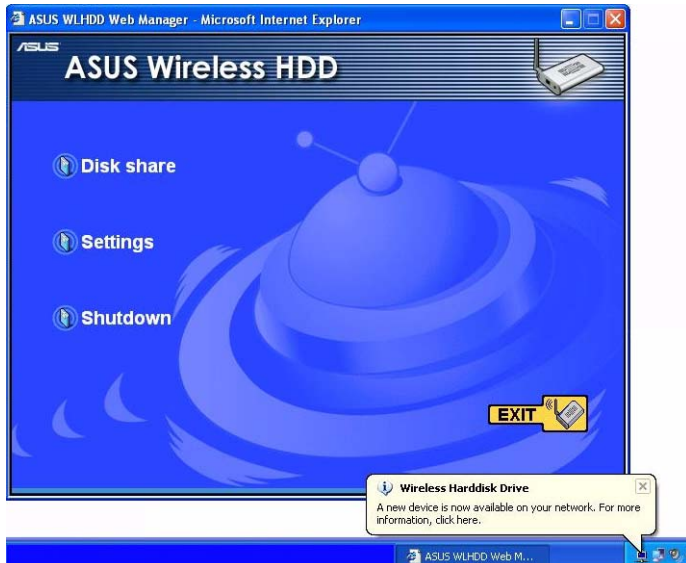 ASUS WLHDD Web Manager - Microsoft Internet Explorer
ASUS
ASUS Wireless HDD
Disk share
Settings
Shutdown
EXIT
Wireless Harddisk Drive
A new device is now available on your network. For more
information, click here.
ASUS WLHDD Web M...